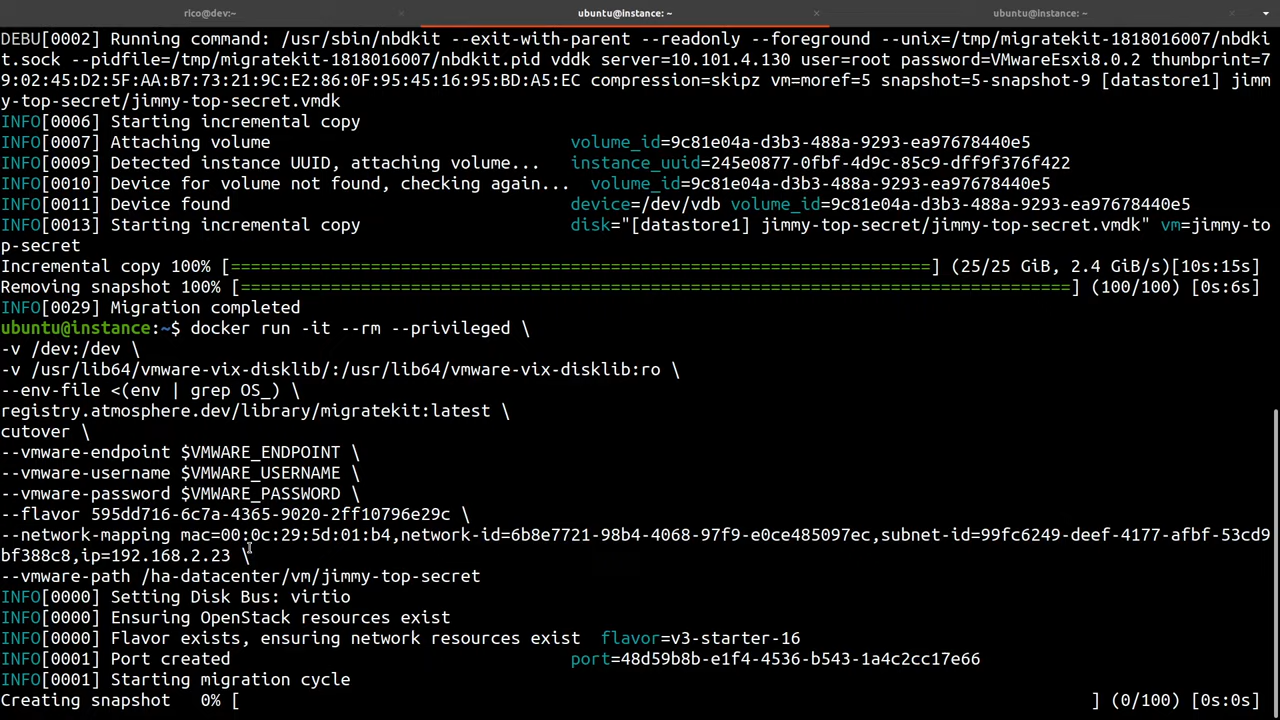 rico@dev:~ × ubuntu@instance: ~ × ubuntu@instance: ~ ×
DEBU[0002] Running command: /usr/sbin/nbdkit --exit-with-parent --readonly --foreground --unix=/tmp/migratekit-1818016007/nbdki
t.sock --pidfile=/tmp/migratekit-1818016007/nbdkit.pid vddk server=10.101.4.130 user=root password=VMwareEsxi8.0.2 thumbprint=7
9:02:45:D2:5F:AA:B7:73:21:9C:E2:86:0F:95:45:16:95:BD:A5:EC compression=skipz vm=moref=5 snapshot=5-snapshot-9 [datastore1] jimm
y-top-secret/jimmy-top-secret.vmdk
INFO[0006] Starting incremental copy
INFO[0007] Attaching volume volume_id=9c81e04a-d3b3-488a-9293-ea97678440e5
INFO[0009] Detected instance UUID, attaching volume... instance_uuid=245e0877-0fbf-4d9c-85c9-dff9f376f422
INFO[0010] Device for volume not found, checking again... volume_id=9c81e04a-d3b3-488a-9293-ea97678440e5
INFO[0011] Device found device=/dev/vdb volume_id=9c81e04a-d3b3-488a-9293-ea97678440e5
INFO[0013] Starting incremental copy disk="[datastore1] jimmy-top-secret/jimmy-top-secret.vmdk" vm=jimmy-to
p-secret
Incremental copy 100% [======================================================================] (25/25 GiB, 2.4 GiB/s)[10s:15s]
Removing snapshot 100% [===================================================================================] (100/100) [0s:6s]
INFO[0029] Migration completed
ubuntu@instance:~$ docker run -it --rm --privileged \
-v /dev:/dev \
-v /usr/lib64/vmware-vix-disklib/:/usr/lib64/vmware-vix-disklib:ro \
--env-file <(env | grep OS_) \
registry.atmosphere.dev/library/migratekit:latest \
cutover \
--vmware-endpoint $VMWARE_ENDPOINT \
--vmware-username $VMWARE_USERNAME \
--vmware-password $VMWARE_PASSWORD \
--flavor 595dd716-6c7a-4365-9020-2ff10796e29c \
--network-mapping mac=00:0c:29:5d:01:b4,network-id=6b8e7721-98b4-4068-97f9-e0ce485097ec,subnet-id=99fc6249-deef-4177-afbf-53cd9
bf388c8,ip=192.168.2.23 \
--vmware-path /ha-datacenter/vm/jimmy-top-secret
INFO[0000] Setting Disk Bus: virtio
INFO[0000] Ensuring OpenStack resources exist
INFO[0000] Flavor exists, ensuring network resources exist flavor=v3-starter-16
INFO[0001] Port created port=48d59b8b-e1f4-4536-b543-1a4c2cc17e66
INFO[0001] Starting migration cycle
Creating snapshot 0% [ ] (0/100) [0s:0s]